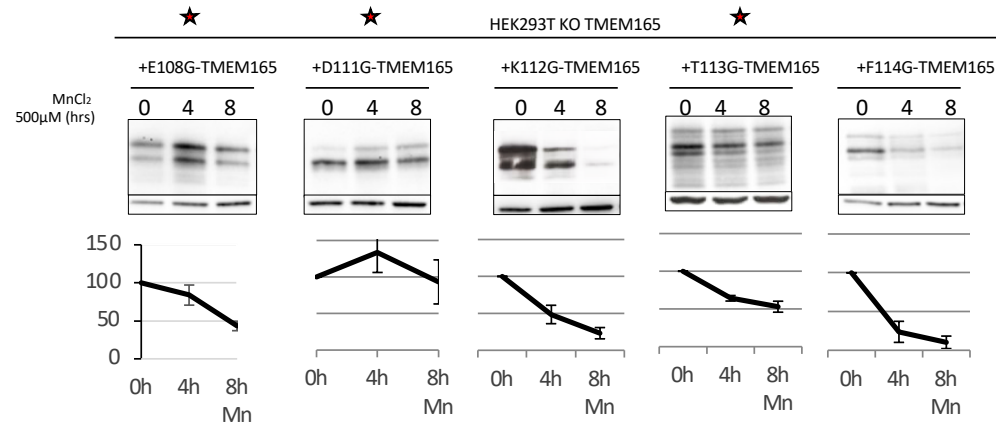 HEK293T KO TMEM165
+E108G-TMEM165 +D111G-TMEM165 +K112G-TMEM165 +T113G-TMEM165 +F114G-TMEM165
MnCl₂
500µM (hrs)
0 4 8 0 4 8 0 4 8 0 4 8 0 4 8
150
100
50
0
0h 4h 8h 0h 4h 8h 0h 4h 8h 0h 4h 8h 0h 4h 8h
Mn Mn Mn Mn Mn